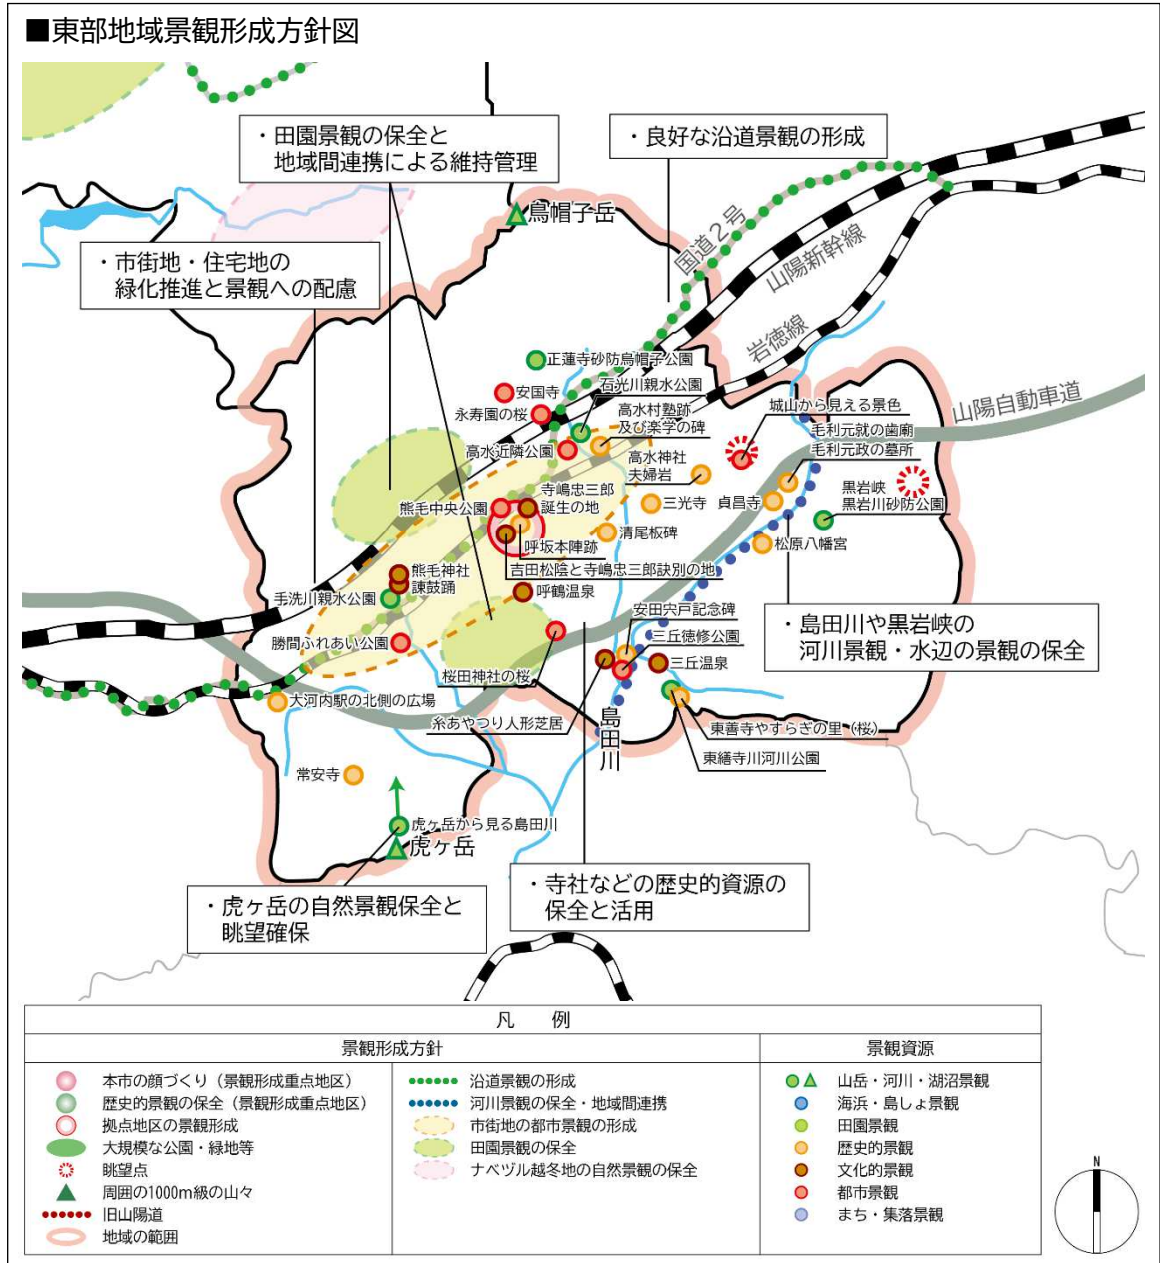 ■東部地域景観形成方針図
・田園景観の保全と
地域間連携による維持管理
・良好な沿道景観の形成
烏帽子岳
国道2号
・市街地・住宅地の
緑化推進と景観への配慮
山陽新幹線
岩徳線
正蓮寺砂防烏帽子公園
石光川親水公園
安国寺
永寿園の桜
高水村塾跡
及び楽学の碑
城山から見える景色
山陽自動車道
毛利元就の歯廟
毛利元政の墓所
高水近隣公園
高水神社
夫婦岩
寺嶋忠三郎
誕生の地
熊毛中央公園
三光寺
貞昌寺
黒岩峡
黒岩川砂防公園
清尾板碑
呼坂本陣跡
松原八幡宮
吉田松陰と寺嶋忠三郎訣別の地
熊毛神社
諫鼓踊
手洗川親水公園
呼鶴温泉
安田宍戸記念碑
・島田川や黒岩峡の
河川景観・水辺の景観の保全
勝間ふれあい公園
三丘徳修公園
三丘温泉
桜田神社の桜
大河内駅の北側の広場
糸あやつり人形芝居
島田川
東善寺やすらぎの里（桜）
東繕寺川河川公園
常安寺
虎ヶ岳から見る島田川
虎ヶ岳
・虎ヶ岳の自然景観保全と
眺望確保
・寺社などの歴史的資源の
保全と活用
凡 例
景観形成方針
景観資源
本市の顔づくり（景観形成重点地区）
歴史的景観の保全（景観形成重点地区）
拠点地区の景観形成
大規模な公園・緑地等
眺望点
周囲の1000m級の山々
旧山陽道
地域の範囲
沿道景観の形成
河川景観の保全・地域間連携
市街地の都市景観の形成
田園景観の保全
ナベヅル越冬地の自然景観の保全
山岳・河川・湖沼景観
海浜・島しょ景観
田園景観
歴史的景観
文化的景観
都市景観
まち・集落景観
N